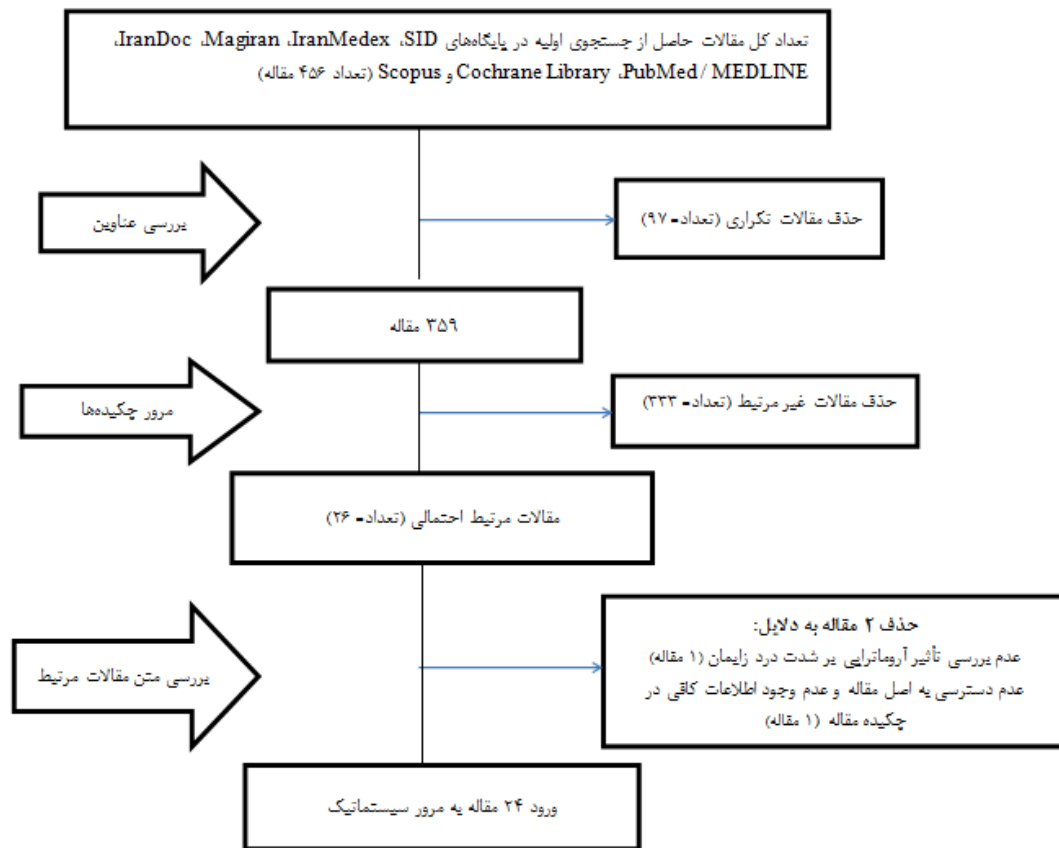 تعداد کل مقالات حاصل از جستجوی اولیه در پایگاه‌های SID، IranMedex، Magiran، IranDoc،
PubMed / MEDLINE، Cochrane Library و Scopus (تعداد ۴۵۶ مقاله)
بررسی عناوین
حذف مقالات تکراری (تعداد= ۹۷)
۳۵۹ مقاله
مرور چکیده‌ها
حذف مقالات غیر مرتبط (تعداد= ۳۳۳)
مقالات مرتبط احتمالی (تعداد= ۲۶)
بررسی متن مقالات مرتبط
حذف ۲ مقاله به دلایل:
عدم بررسی تأثیر آروماتراپی بر شدت درد زایمان (۱ مقاله)
عدم دسترسی به اصل مقاله و عدم وجود اطلاعات کافی در
چکیده مقاله (۱ مقاله)
ورود ۲۴ مقاله به مرور سیستماتیک